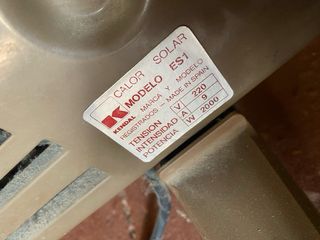 CALOR SOLAR
MODELO ES1
KENDAL
MARCA Y MODELO
REGISTRADOS - MADE IN SPAIN
TENSION V 220
INTENSIDAD A 9
POTENCIA W 2000